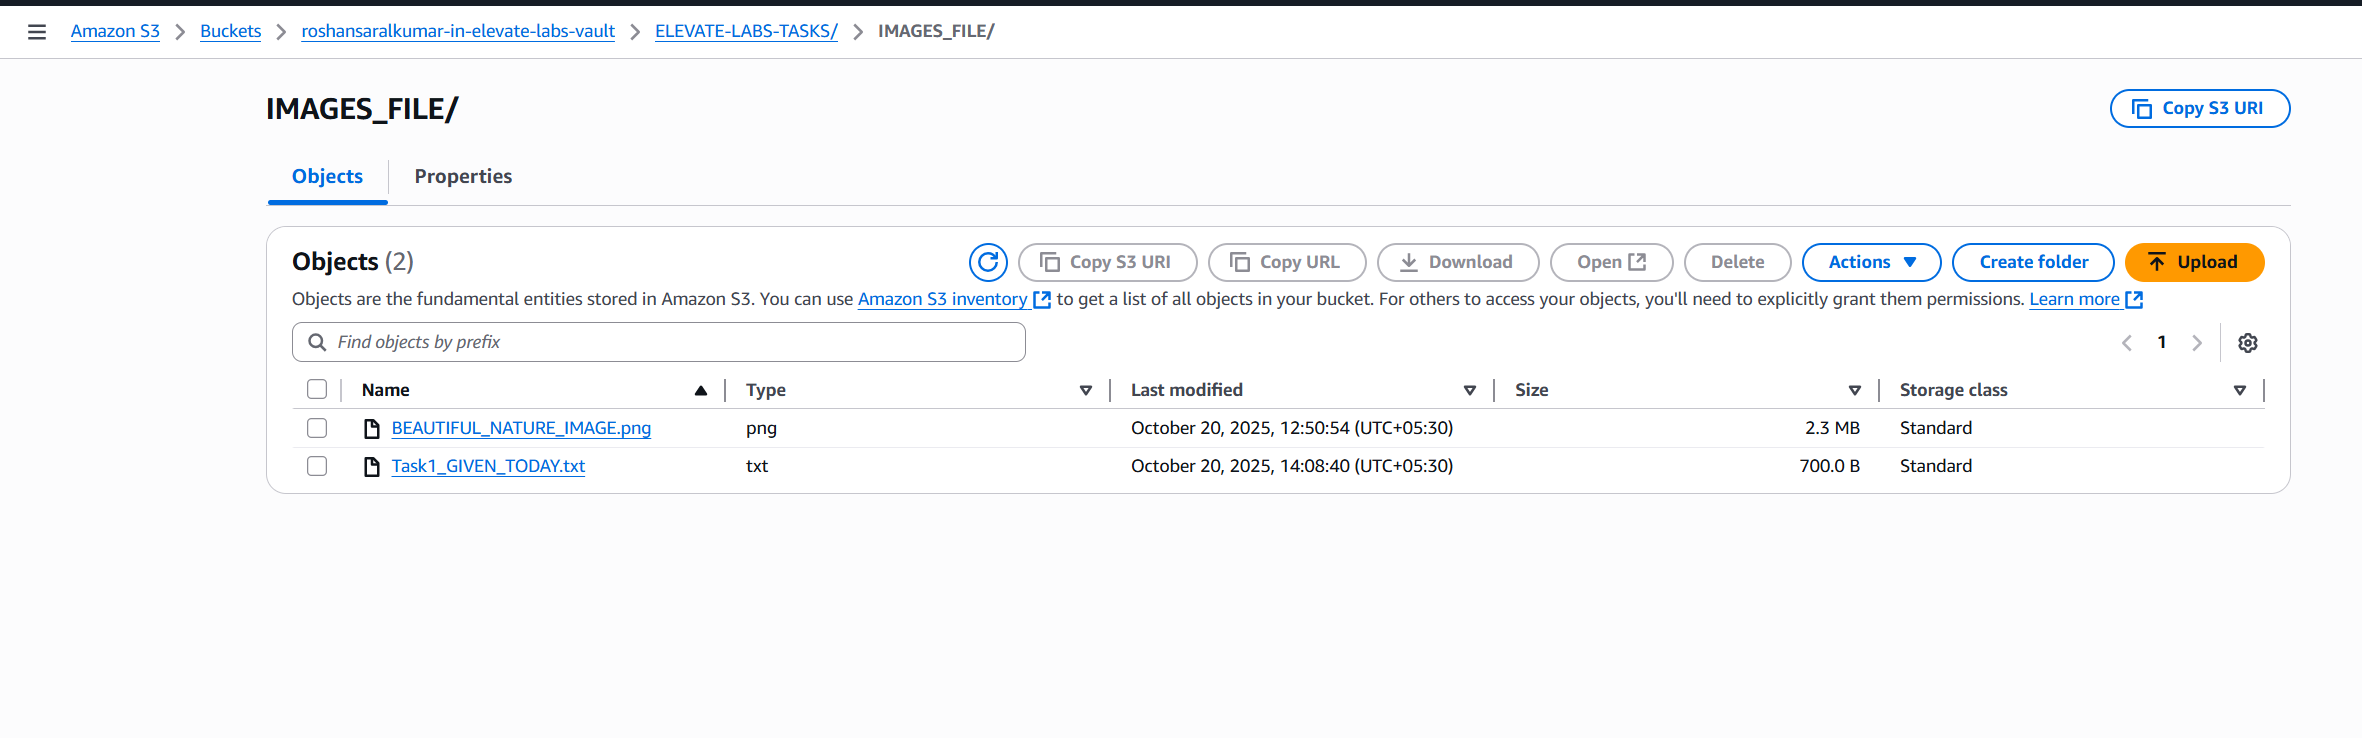 Amazon S3 > Buckets > roshansaralkumar-in-elevate-labs-vault > ELEVATE-LABS-TASKS/ > IMAGES_FILE/
IMAGES_FILE/
Copy S3 URI
Objects Properties
Objects (2)
Copy S3 URI Copy URL Download Open Delete Actions Create folder Upload
Objects are the fundamental entities stored in Amazon S3. You can use Amazon S3 inventory to get a list of all objects in your bucket. For others to access your objects, you'll need to explicitly grant them permissions. Learn more
Find objects by prefix
1
Name Type Last modified Size Storage class
BEAUTIFUL_NATURE_IMAGE.png png October 20, 2025, 12:50:54 (UTC+05:30) 2.3 MB Standard
Task1_GIVEN_TODAY.txt txt October 20, 2025, 14:08:40 (UTC+05:30) 700.0 B Standard